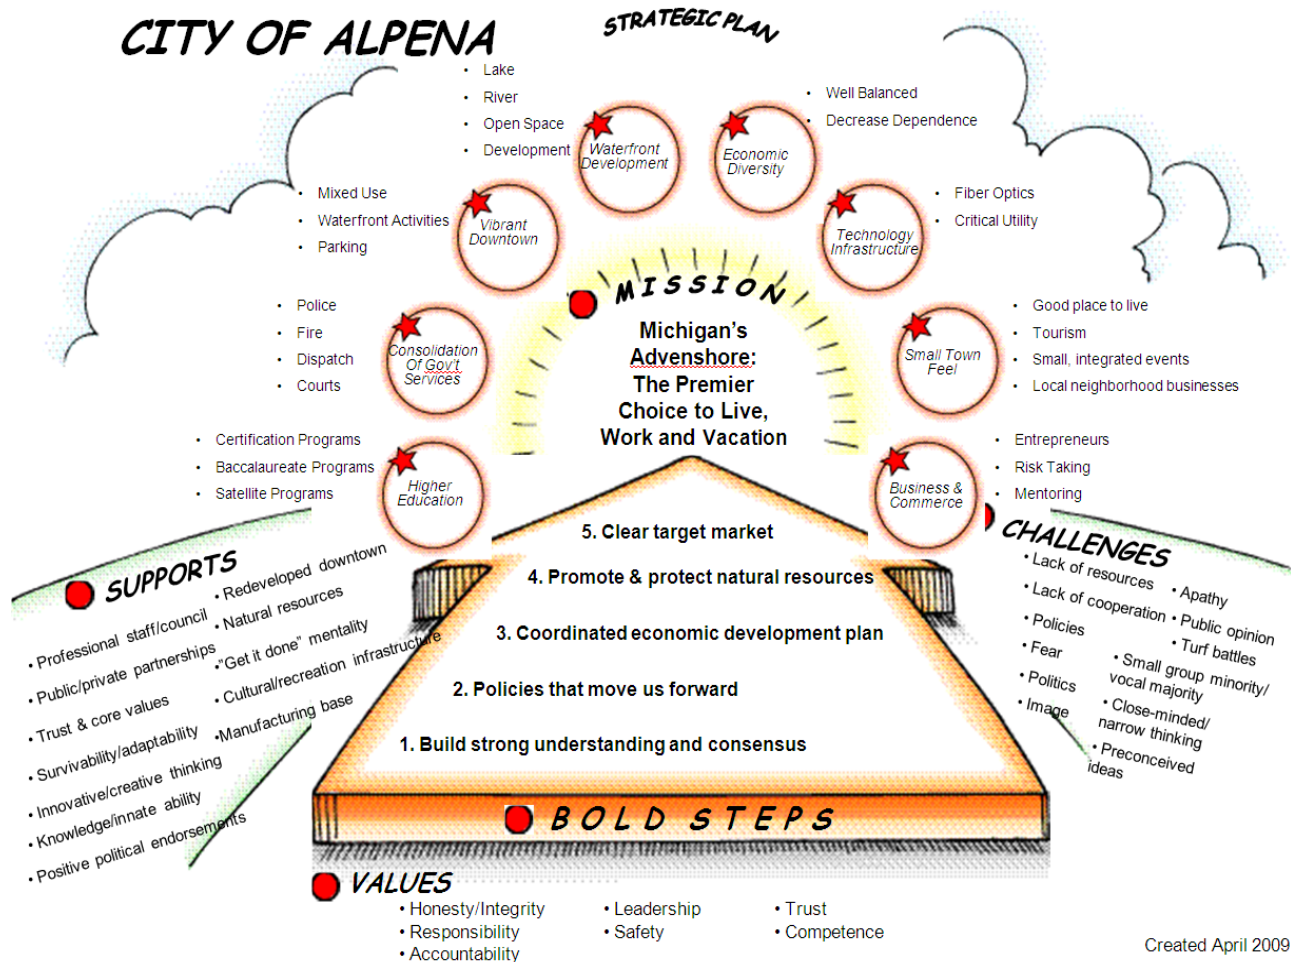 CITY OF ALPENA
STRATEGIC PLAN
• Lake
• River
• Open Space
• Development
Waterfront
Development
• Well Balanced
• Decrease Dependence
Economic
Diversity
• Mixed Use
• Waterfront Activities
• Parking
Vibrant
Downtown
• Fiber Optics
• Critical Utility
Technology
Infrastructure
• Police
• Fire
• Dispatch
• Courts
Consolidation
Of Gov't
Services
• Good place to live
• Tourism
• Small, integrated events
• Local neighborhood businesses
Small Town
Feel
• Certification Programs
• Baccalaureate Programs
• Satellite Programs
Higher
Education
• Entrepreneurs
• Risk Taking
• Mentoring
Business &
Commerce
MISSION
Michigan's
Advenshore:
The Premier
Choice to Live,
Work and Vacation
5. Clear target market
4. Promote & protect natural resources
3. Coordinated economic development plan
2. Policies that move us forward
1. Build strong understanding and consensus
BOLD STEPS
SUPPORTS
• Professional staff/council
• Public/private partnerships
• Trust & core values
• Survivability/adaptability
• Innovative/creative thinking
• Knowledge/innate ability
• Positive political endorsements
• Redeveloped downtown
• Natural resources
•"Get it done" mentality
• Cultural/recreation infrastructure
•Manufacturing base
CHALLENGES
• Lack of resources
• Lack of cooperation
• Policies
• Fear
• Politics
• Image
• Apathy
• Public opinion
• Turf battles
• Small group minority/
vocal majority
• Close-minded/
narrow thinking
• Preconceived
ideas
VALUES
• Honesty/Integrity
• Responsibility
• Accountability
• Leadership
• Safety
• Trust
• Competence
Created April 2009